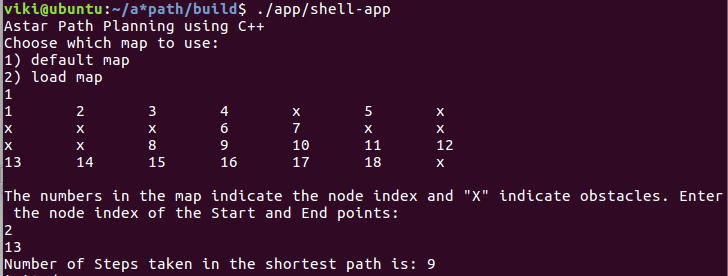 viki@ubuntu:~/a*path/build$ ./app/shell-app
Astar Path Planning using C++
Choose which map to use:
1) default map
2) load map
1
1 2 3 4 x 5 x
x x x 6 7 x x
x x 8 9 10 11 12
13 14 15 16 17 18 x
The numbers in the map indicate the node index and "X" indicate obstacles. Enter
the node index of the Start and End points:
2
13
Number of Steps taken in the shortest path is: 9